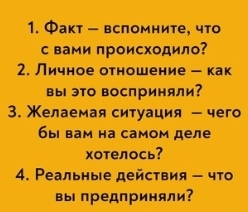 1. Факт – вспомните, что
с вами происходило?
2. Личное отношение – как
вы это восприняли?
3. Желаемая ситуация – чего
бы вам на самом деле
хотелось?
4. Реальные действия – что
вы предприняли?